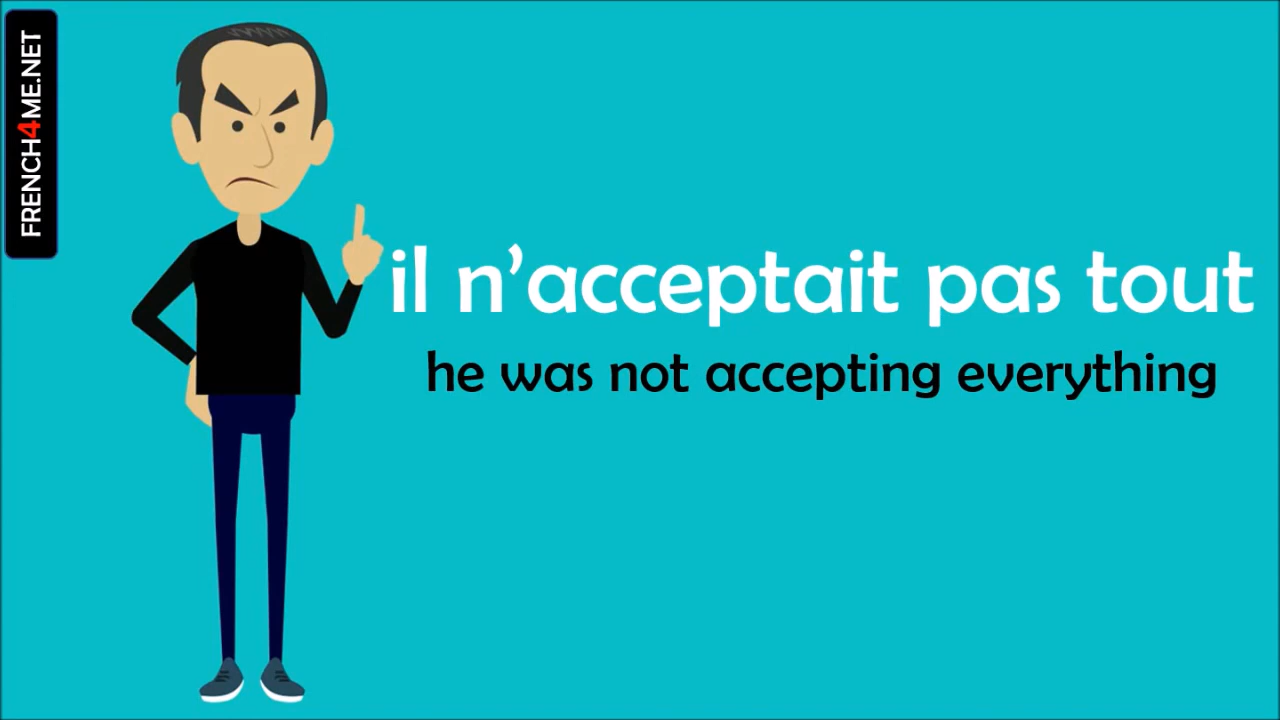 FRENCH4ME.NET
il n’acceptait pas tout
he was not accepting everything